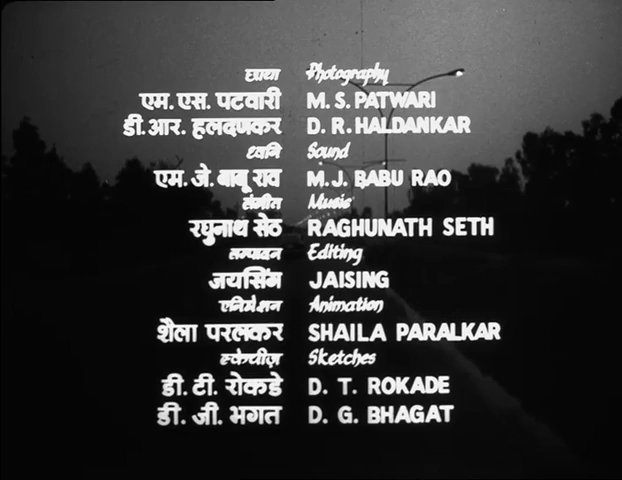 छाया Photography
एम. एस. पटवारी M. S. PATWARI
डी. आर. हलदणकर D. R. HALDANKAR
ध्वनि Sound
एम. जे. बाबू राव M. J. BABU RAO
संगीत Music
रघुनाथ सेठ RAGHUNATH SETH
सम्पादन Editing
जयसिंग JAISING
एनिमेशन Animation
शैला परलकर SHAILA PARALKAR
स्केचीज़ Sketches
डी. टी. रोकडे D. T. ROKADE
डी. जी. भगत D. G. BHAGAT